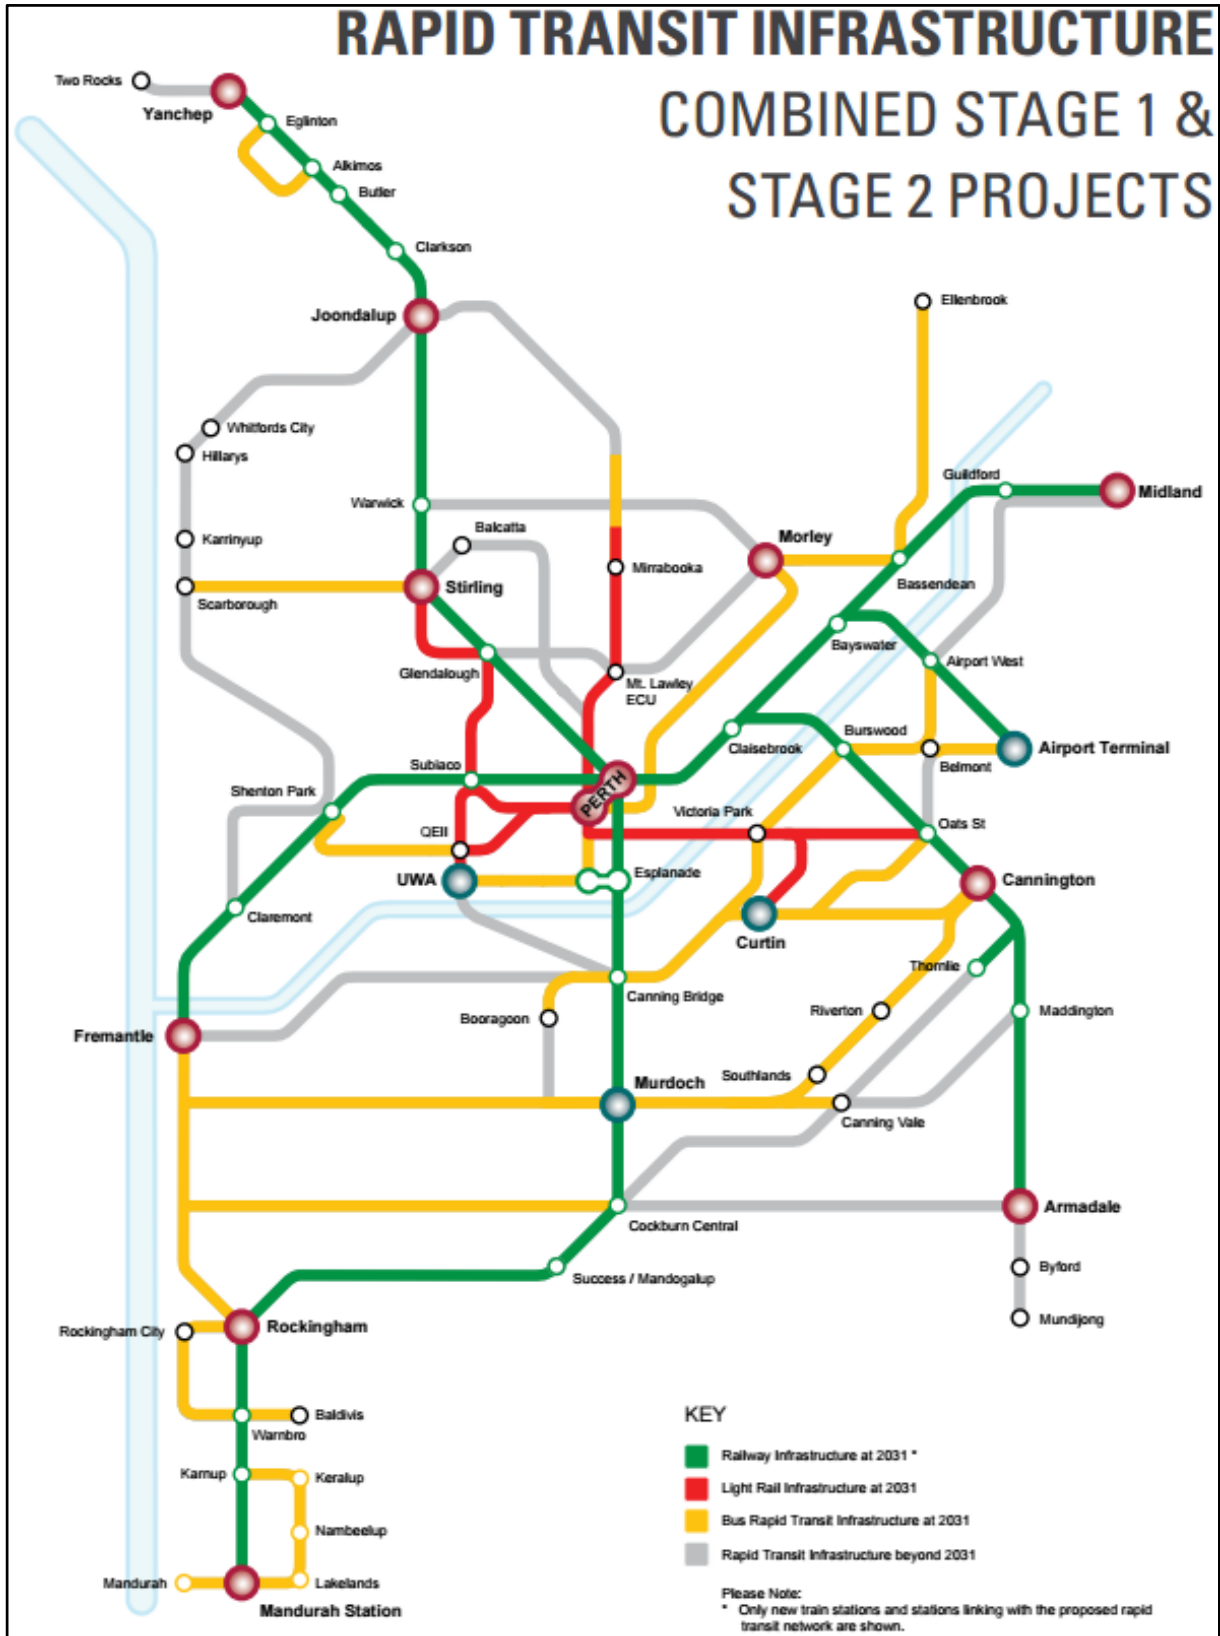 RAPID TRANSIT INFRASTRUCTURE
COMBINED STAGE 1 &
STAGE 2 PROJECTS
Two Rocks
Yanchep
Eglinton
Alkimos
Butler
Clarkson
Joondalup
Ellenbrook
Whitfords City
Hillarys
Guildford
Midland
Warwick
Balcatta
Morley
Karrinyup
Mirrabooka
Bassendean
Stirling
Scarborough
Bayswater
Airport West
Glendalough
Mt. Lawley
ECU
Claisebrook
Burswood
Airport Terminal
Belmont
Subiaco
Shenton Park
PERTH
Victoria Park
Oats St
QEII
UWA
Esplanade
Cannington
Claremont
Curtin
Thornlie
Canning Bridge
Booragoon
Riverton
Maddington
Fremantle
Southlands
Murdoch
Canning Vale
Armadale
Cockburn Central
Byford
Success / Mandogalup
Mundijong
Rockingham City
Rockingham
Baldivis
Warnbro
Karnup
Keralup
Nambeelup
Mandurah
Lakelands
Mandurah Station
KEY
Railway Infrastructure at 2031 *
Light Rail Infrastructure at 2031
Bus Rapid Transit Infrastructure at 2031
Rapid Transit Infrastructure beyond 2031
Please Note:
* Only new train stations and stations linking with the proposed rapid
transit network are shown.